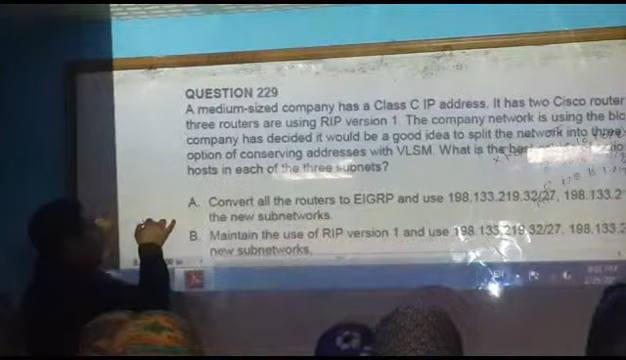 QUESTION 229
A medium-sized company has a Class C IP address. It has two Cisco router
three routers are using RIP version 1. The company network is using the blo
company has decided it would be a good idea to split the network into three
option of conserving addresses with VLSM. What is the
hosts in each of the three subnets?
A. Convert all the routers to EIGRP and use 198.133.219.32/27, 198.133.2
the new subnetworks.
B. Maintain the use of RIP version 1 and use 198.133.219.32/27. 198.133.2
new subnetworks.
EN